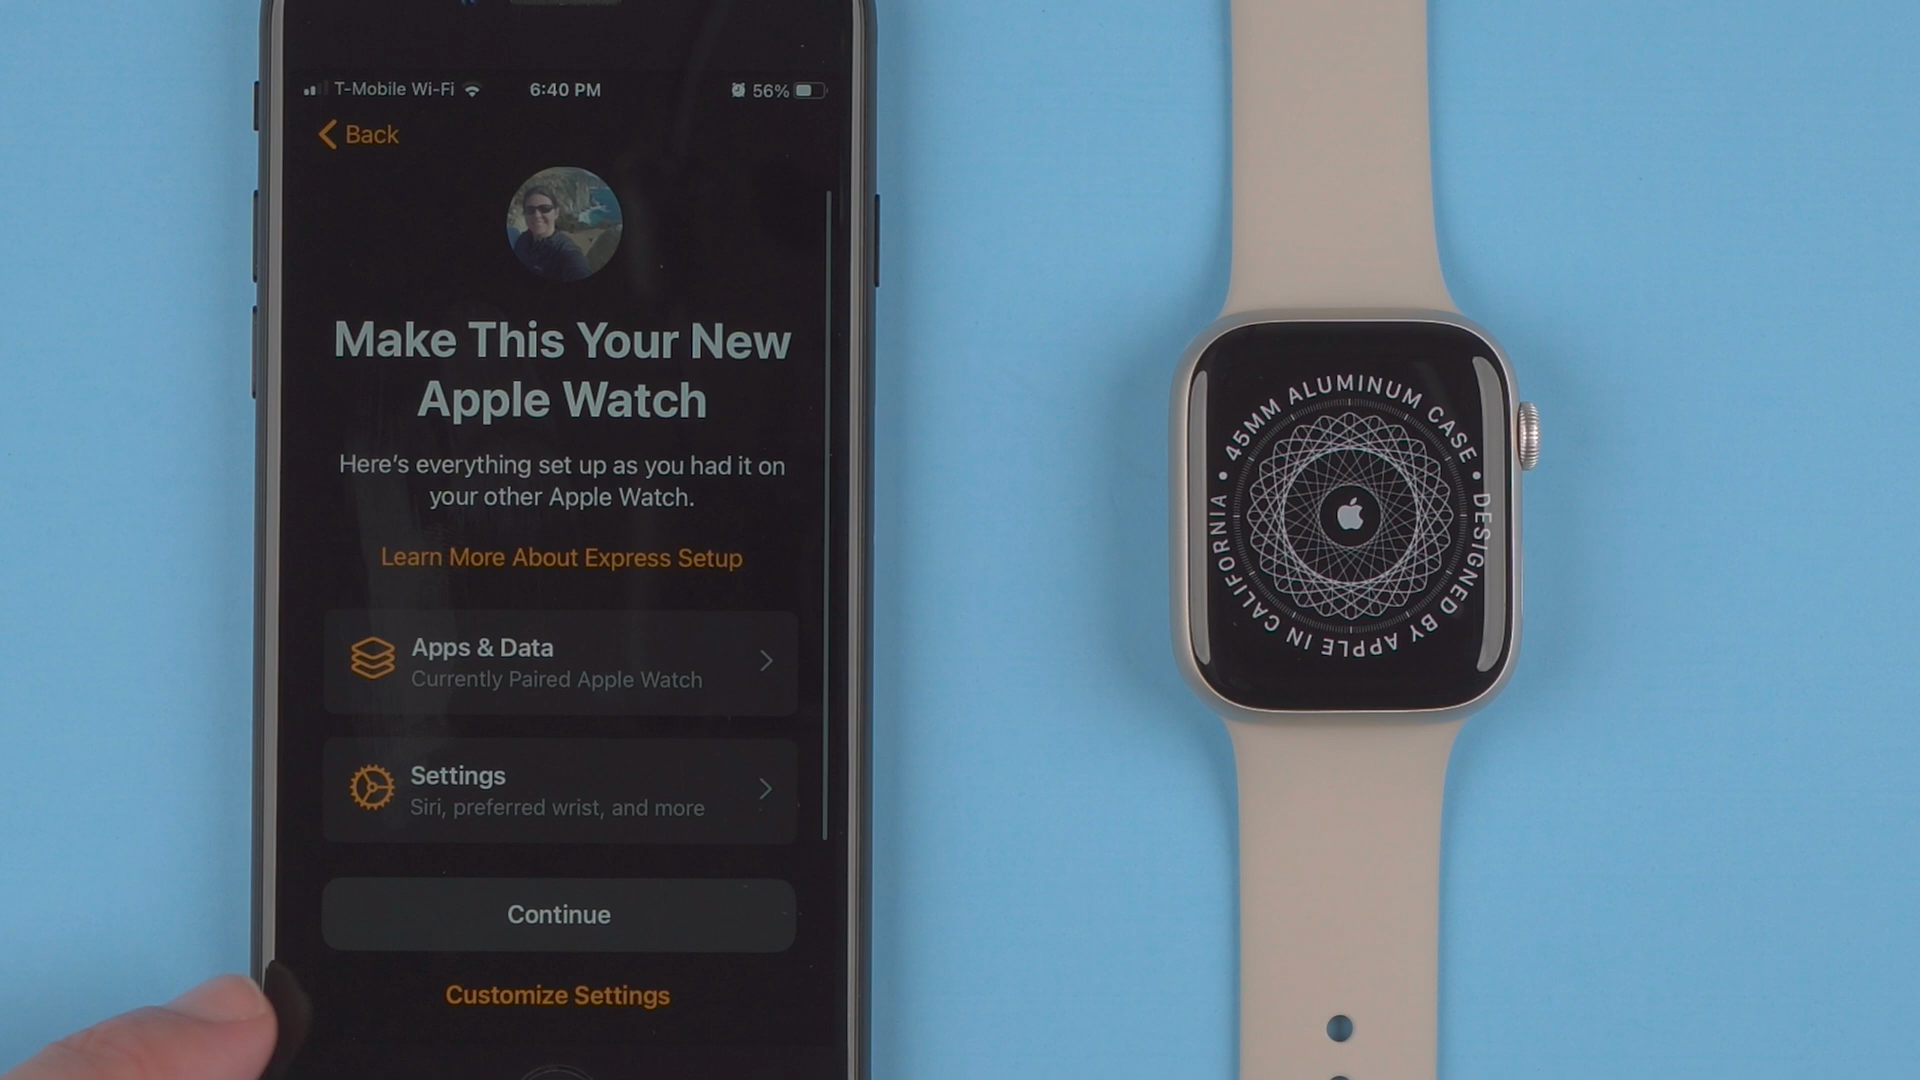 T-Mobile Wi-Fi 6:40 PM 56%
Back
Make This Your New
Apple Watch
Here's everything set up as you had it on
your other Apple Watch.
Learn More About Express Setup
Apps & Data
Currently Paired Apple Watch
Settings
Siri, preferred wrist, and more
Continue
Customize Settings
• 45MM ALUMINUM CASE • DESIGNED BY APPLE IN CALIFORNIA